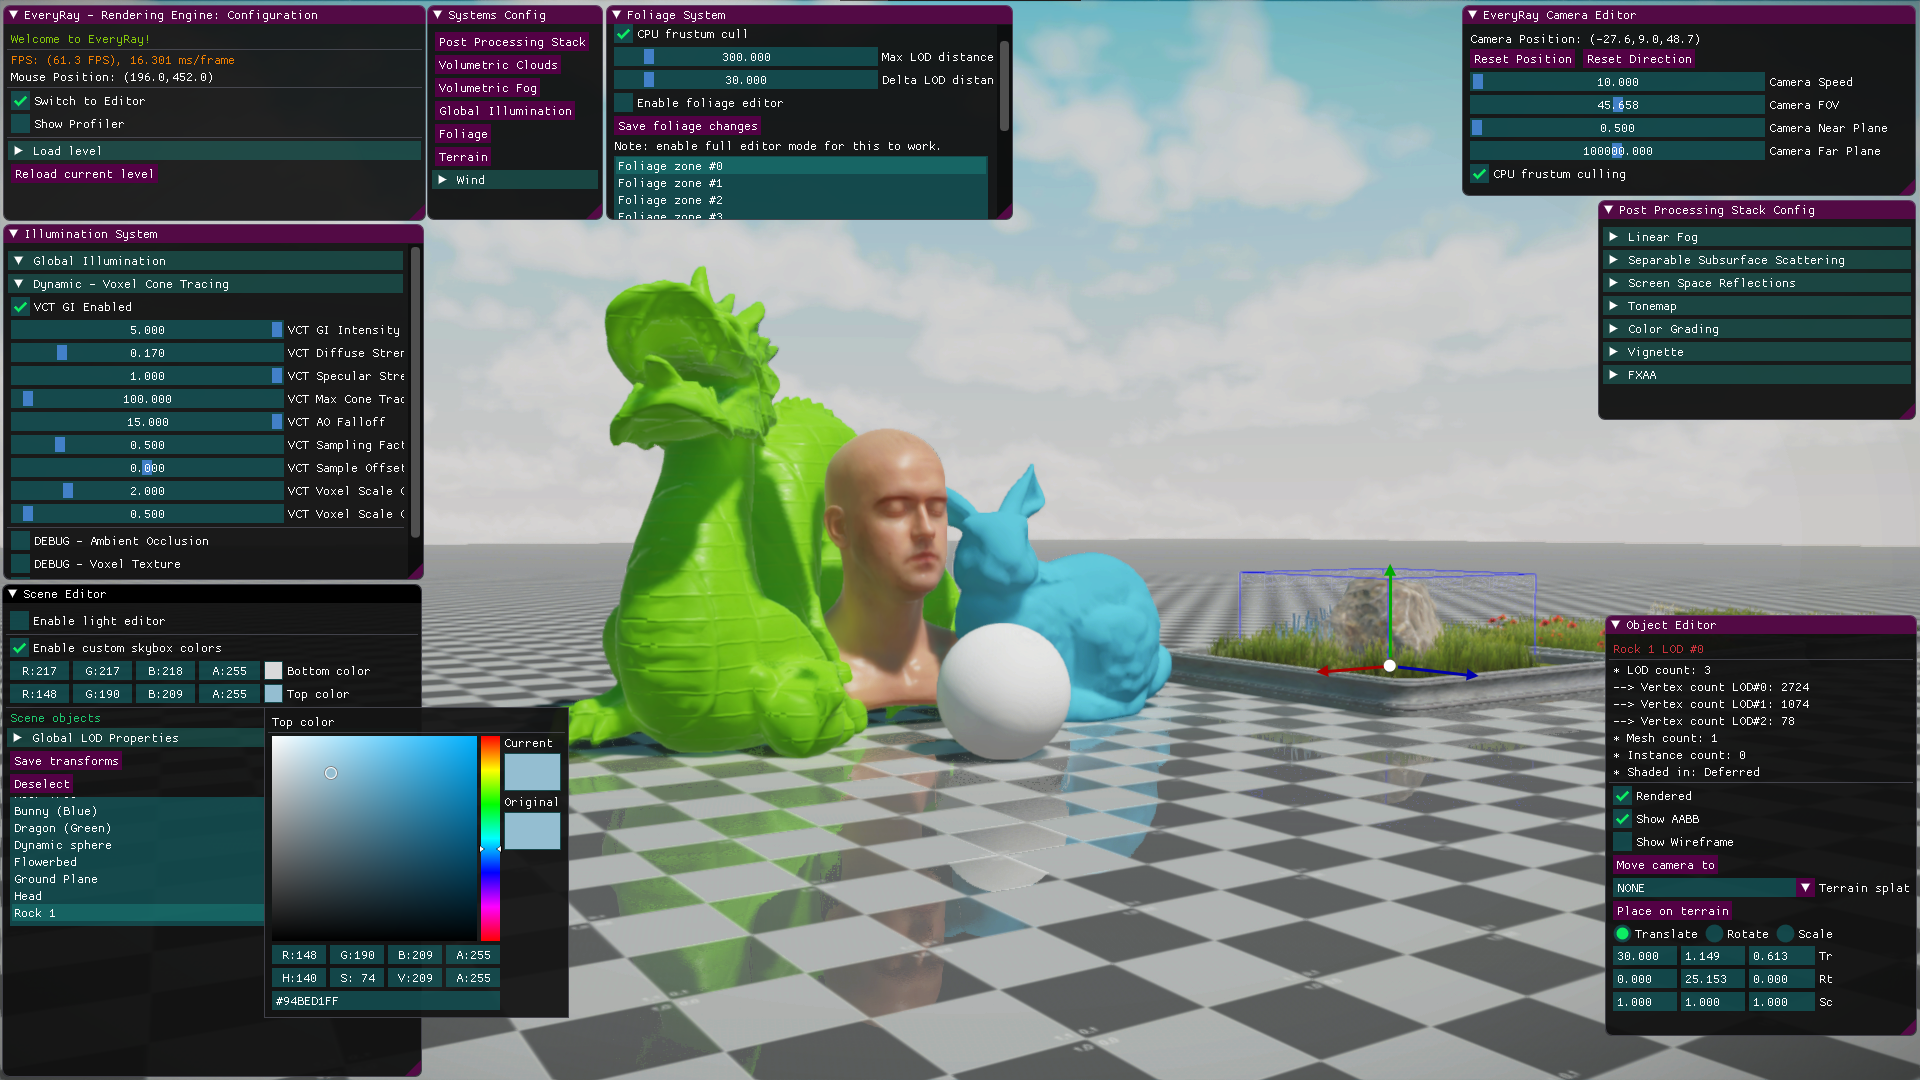 EveryRay - Rendering Engine: Configuration
Welcome to EveryRay!
FPS: (61.3 FPS), 16.301 ms/frame
Mouse Position: (196.0,452.0)
Switch to Editor
Show Profiler
Load level
Reload current level
Systems Config
Post Processing Stack
Volumetric Clouds
Volumetric Fog
Global Illumination
Foliage
Terrain
Wind
Foliage System
CPU frustum cull
300.000 Max LOD distance
30.000 Delta LOD distan
Enable foliage editor
Save foliage changes
Note: enable full editor mode for this to work.
Foliage zone #0
Foliage zone #1
Foliage zone #2
Foliage zone #3
EveryRay Camera Editor
Camera Position: (-27.6,9.0,48.7)
Reset Position Reset Direction
10.000 Camera Speed
45.658 Camera FOV
0.500 Camera Near Plane
100000.000 Camera Far Plane
CPU frustum culling
Post Processing Stack Config
Linear Fog
Separable Subsurface Scattering
Screen Space Reflections
Tonemap
Color Grading
Vignette
FXAA
Illumination System
Global Illumination
Dynamic - Voxel Cone Tracing
VCT GI Enabled
5.000 VCT GI Intensity
0.170 VCT Diffuse Stren
1.000 VCT Specular Stre
100.000 VCT Max Cone Trac
15.000 VCT AO Falloff
0.500 VCT Sampling Fact
0.000 VCT Sample Offset
2.000 VCT Voxel Scale C
0.500 VCT Voxel Scale C
DEBUG - Ambient Occlusion
DEBUG - Voxel Texture
Scene Editor
Enable light editor
Enable custom skybox colors
R:217 G:217 B:218 A:255 Bottom color
R:148 G:190 B:209 A:255 Top color
Scene objects
Global LOD Properties
Save transforms
Deselect
Bunny (Blue)
Dragon (Green)
Dynamic sphere
Flowerbed
Ground Plane
Head
Rock 1
Top color
Current
Original
R:148 G:190 B:209 A:255
H:140 S: 74 V:209 A:255
#94BED1FF
Object Editor
Rock 1 LOD #0
* LOD count: 3
--> Vertex count LOD#0: 2724
--> Vertex count LOD#1: 1074
--> Vertex count LOD#2: 78
* Mesh count: 1
* Instance count: 0
* Shaded in: Deferred
Rendered
Show AABB
Show Wireframe
Move camera to
NONE Terrain splat
Place on terrain
Translate Rotate Scale
30.000 1.149 0.613 Tr
0.000 25.153 0.000 Rt
1.000 1.000 1.000 Sc